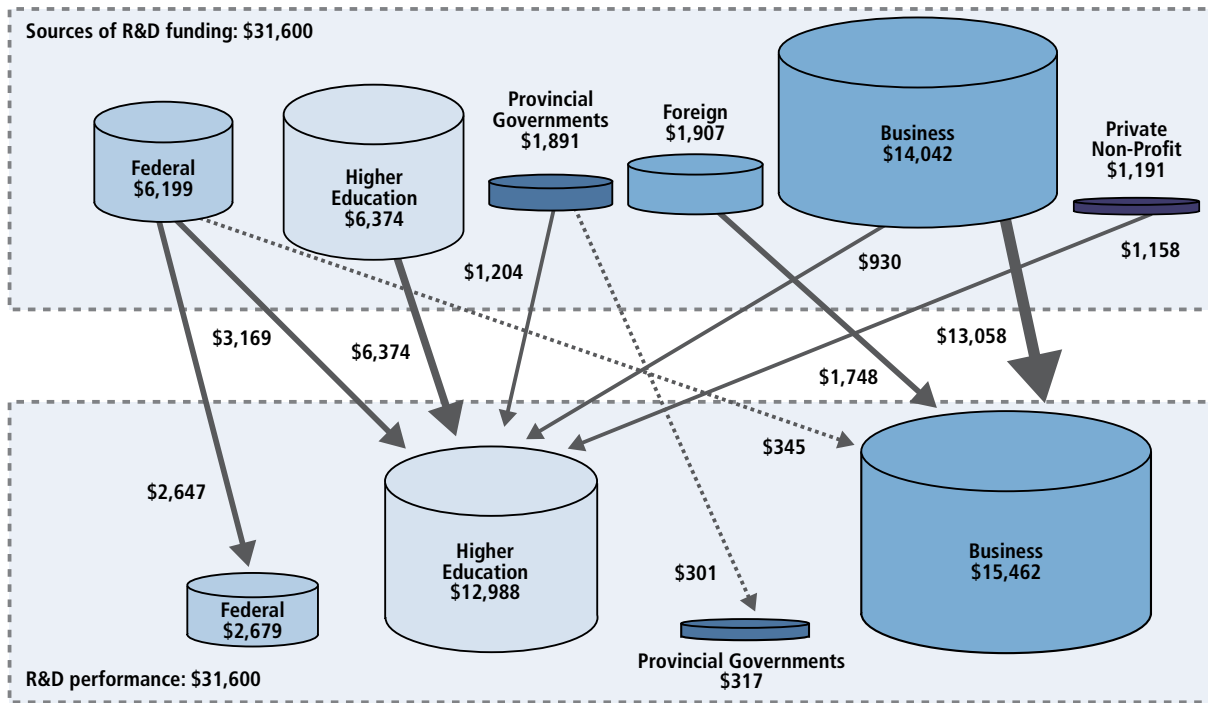 Sources of R&D funding: $31,600
Federal
$6,199
Higher
Education
$6,374
Provincial
Governments
$1,891
Foreign
$1,907
Business
$14,042
Private
Non-Profit
$1,191
$1,204
$930
$1,158
$3,169
$6,374
$13,058
$1,748
$345
$2,647
$301
Federal
$2,679
Higher
Education
$12,988
Provincial Governments
$317
Business
$15,462
R&D performance: $31,600